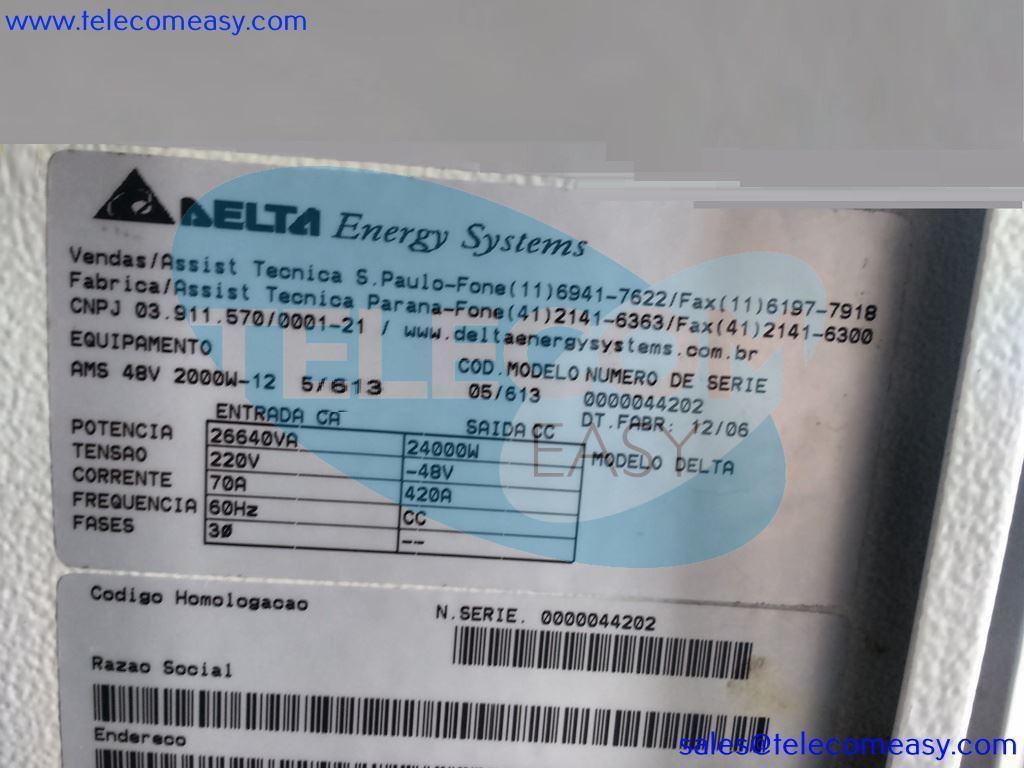 www.telecomeasy.com
DELTA Energy Systems
Vendas/Assist Tecnica S.Paulo-Fone(11)6941-7622/Fax(11)6197-7918
Fabrica/Assist Tecnica Parana-Fone(41)2141-6363/Fax(41)2141-6300
CNPJ 03.911.570/0001-21 / www.deltaenergysystems.com.br
EQUIPAMENTO COD.MODELO NUMERO DE SERIE
AMS 48V 2000W-12 5/613 05/613 0000044202
ENTRADA CA SAIDA CC DT.FABR: 12/06
POTENCIA 26640VA 24000W MODELO DELTA
TENSAO 220V -48V
CORRENTE 70A 420A
FREQUENCIA 60Hz CC
FASES 3Ø --
TELECOM
EASY
Codigo Homologacao N.SERIE. 0000044202
Razao Social
Endereco
sales@telecomeasy.com